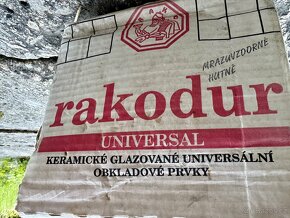 MRAZUVZDORNÉ
HUTNÉ
rakodur
UNIVERSAL
KERAMICKÉ GLAZOVANÉ UNIVERSÁLNÍ
OBKLADOVÉ PRVKY